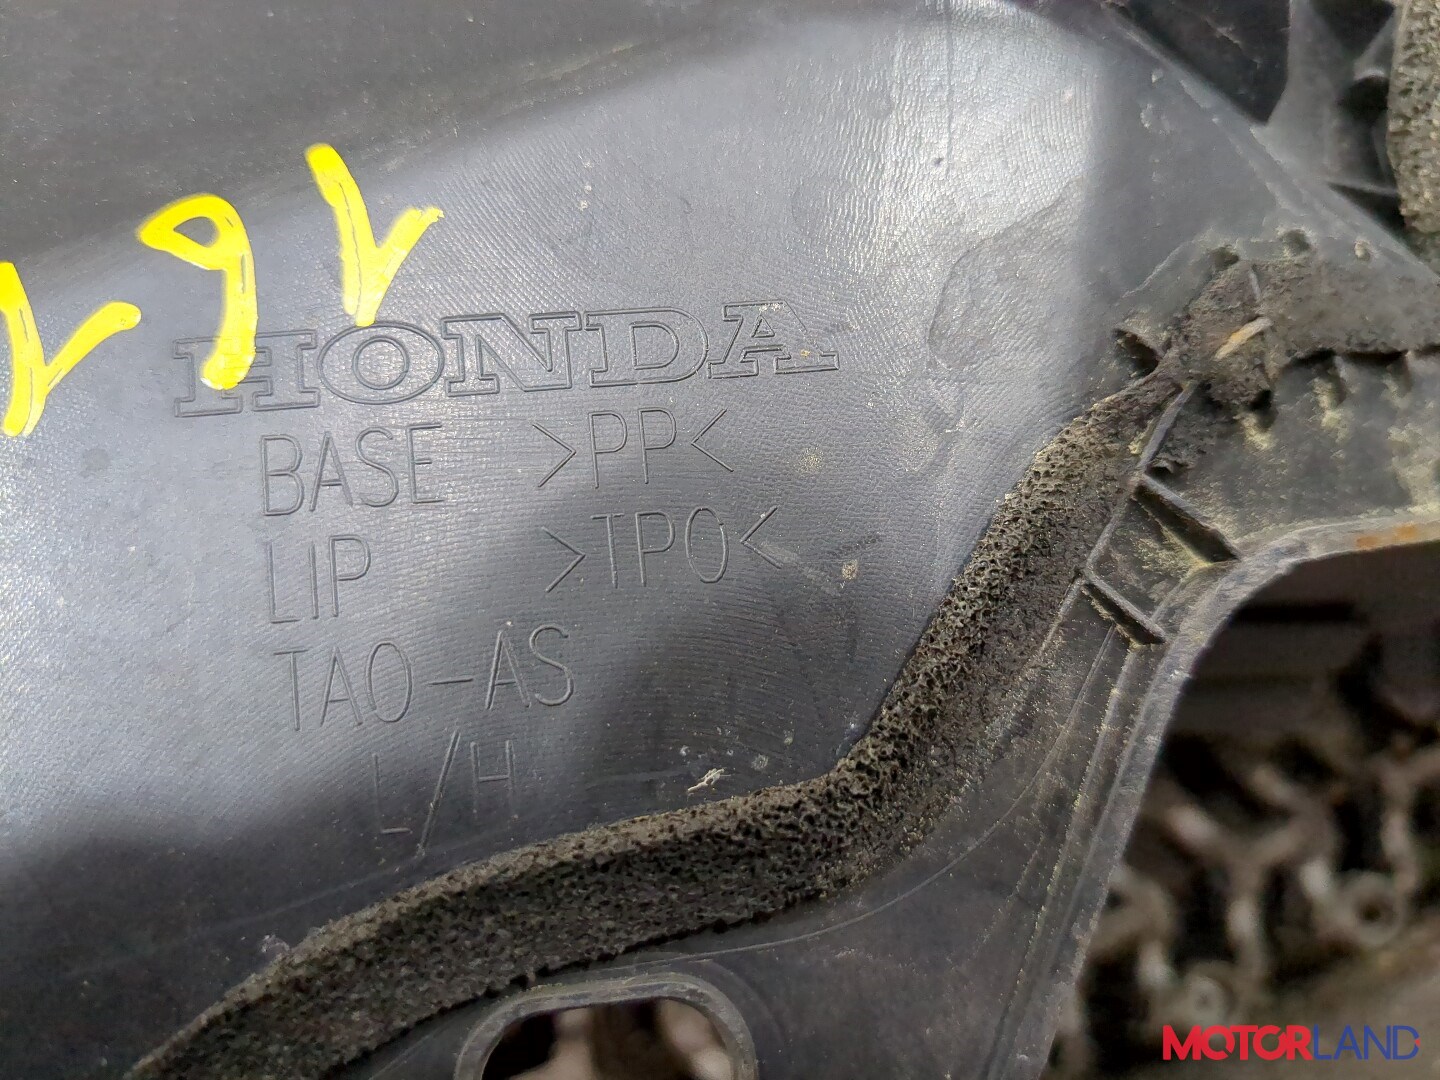 HONDA
BASE >PP<
LIP >TPO<
TA0-AS
L/H
MOTORLAND